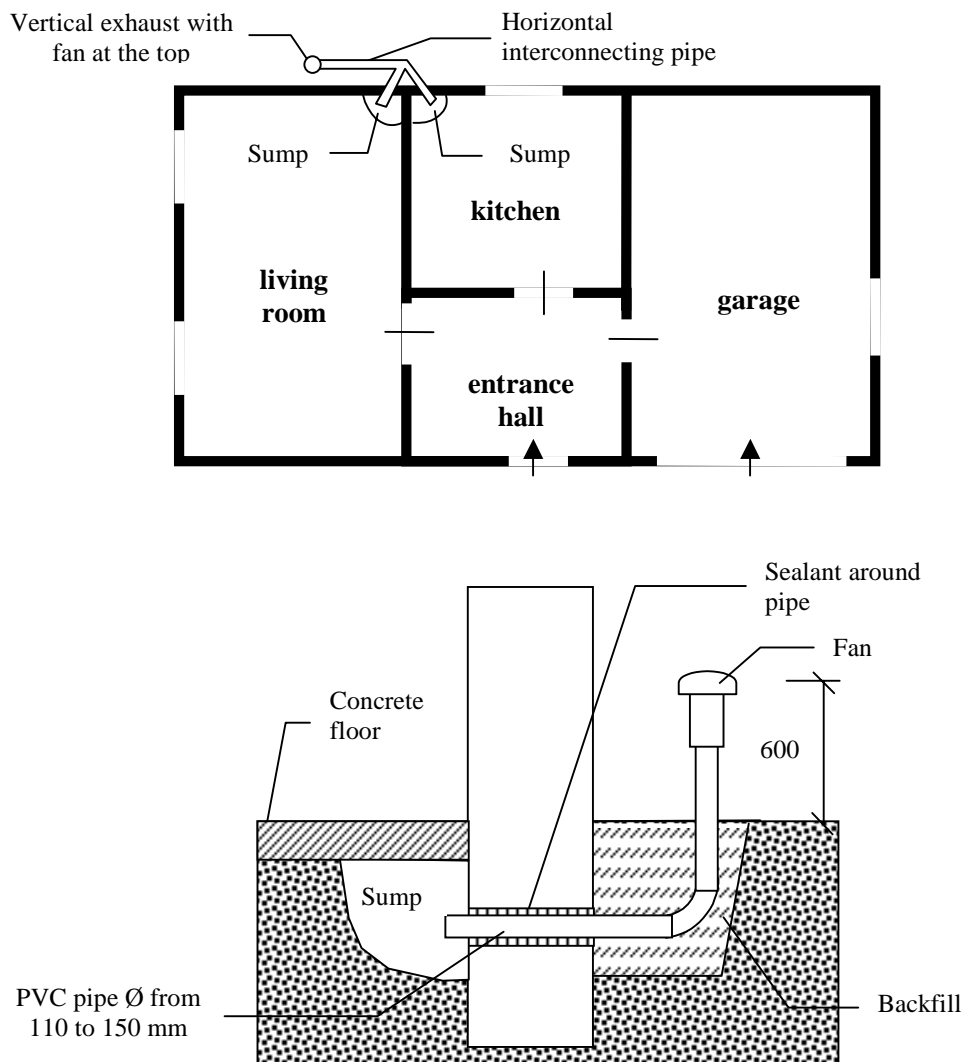 Vertical exhaust with
fan at the top
Horizontal
interconnecting pipe
Sump
Sump
kitchen
living
room
garage
entrance
hall
Sealant around
pipe
Fan
Concrete
floor
600
Sump
PVC pipe Ø from
110 to 150 mm
Backfill